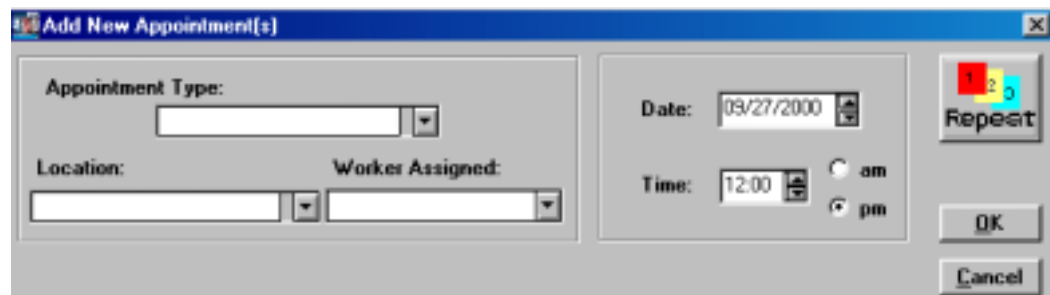 Add New Appointment(s)
Appointment Type:
Location:
Worker Assigned:
Date: 09/27/2000
Time: 12:00
am
pm
1 2 3
Repeat
OK
Cancel